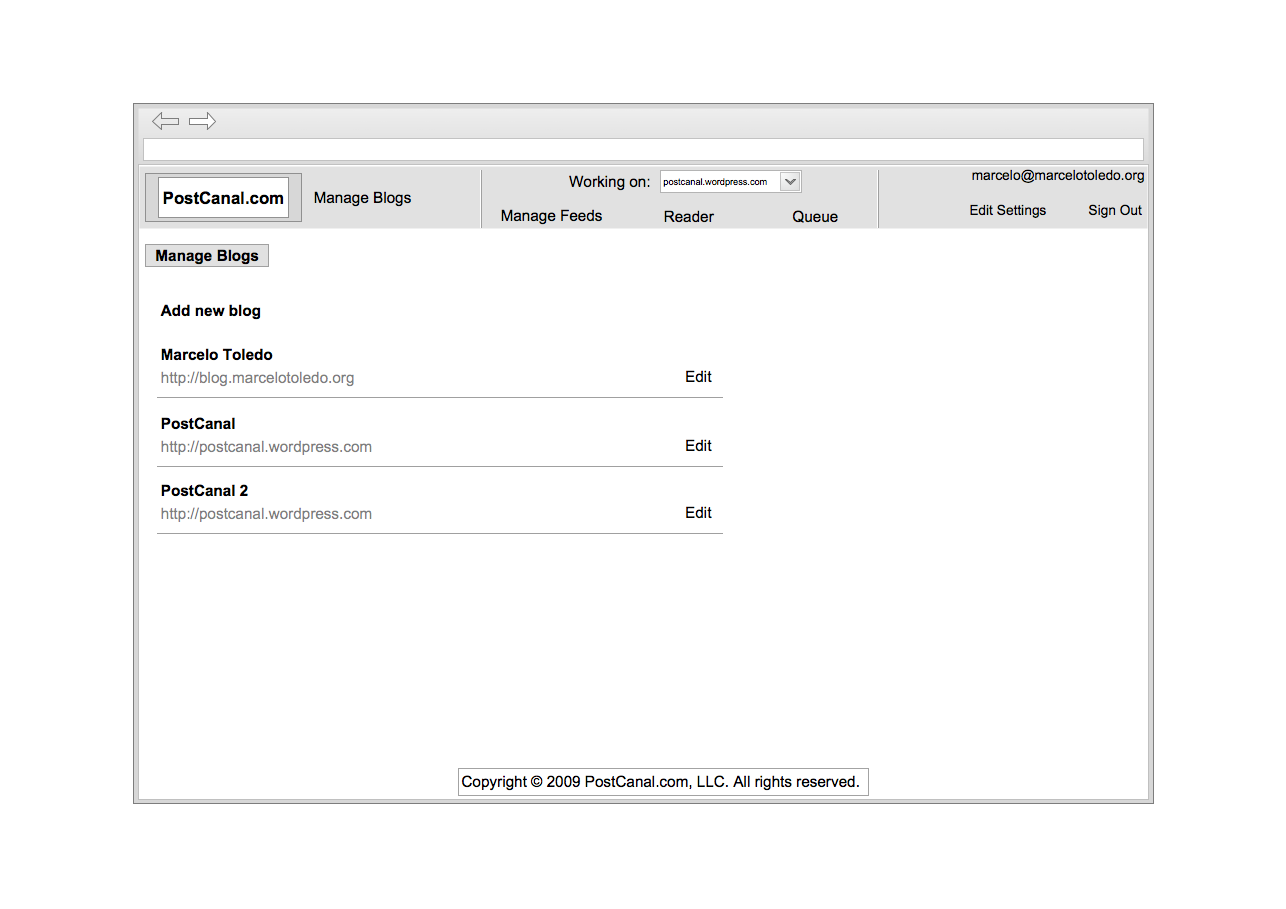 PostCanal.com
Manage Blogs
Working on: postcanal.wordpress.com
Manage Feeds Reader Queue
marcelo@marcelotoledo.org
Edit Settings Sign Out
Manage Blogs
Add new blog
Marcelo Toledo
http://blog.marcelotoledo.org Edit
PostCanal
http://postcanal.wordpress.com Edit
PostCanal 2
http://postcanal.wordpress.com Edit
Copyright © 2009 PostCanal.com, LLC. All rights reserved.